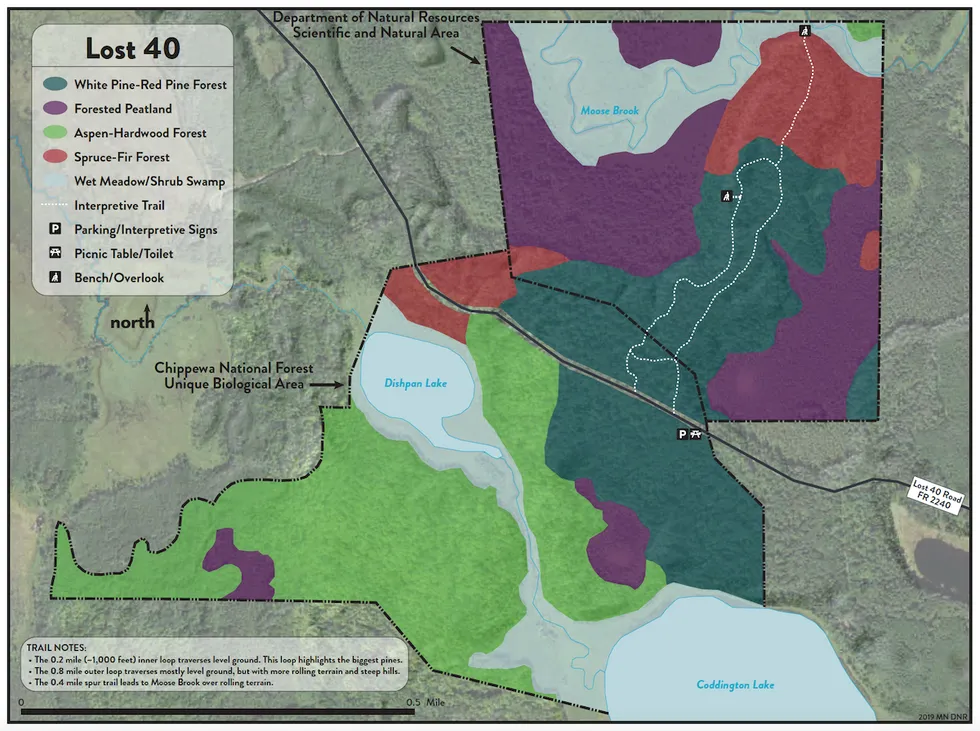 Department of Natural Resources
Scientific and Natural Area
Lost 40
White Pine-Red Pine Forest
Forested Peatland
Aspen-Hardwood Forest
Spruce-Fir Forest
Wet Meadow/Shrub Swamp
Interpretive Trail
P Parking/Interpretive Signs
Picnic Table/Toilet
Bench/Overlook
north
Moose Brook
Chippewa National Forest
Unique Biological Area
Dishpan Lake
P
Lost 40 Road
FR 2240
TRAIL NOTES:
• The 0.2 mile (~1,000 feet) inner loop traverses level ground. This loop highlights the biggest pines.
• The 0.8 mile outer loop traverses mostly level ground, but with more rolling terrain and steep hills.
• The 0.4 mile spur trail leads to Moose Brook over rolling terrain.
Coddington Lake
0 0.5 Mile
2019 MN DNR